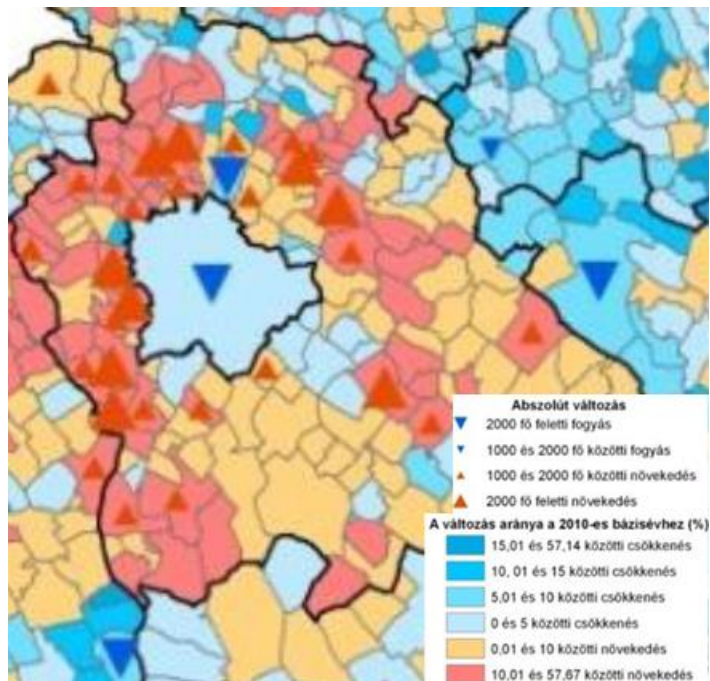 Abszolút változás
2000 fő feletti fogyás
1000 és 2000 fő közötti fogyás
1000 és 2000 fő közötti növekedés
2000 fő feletti növekedés
A változás aránya a 2010-es bázisévhez (%)
15,01 és 57,14 közötti csökkenés
10, 01 és 15 közötti csökkenés
5,01 és 10 közötti csökkenés
0 és 5 közötti csökkenés
0,01 és 10 közötti növekedés
10,01 és 57,67 közötti növekedés